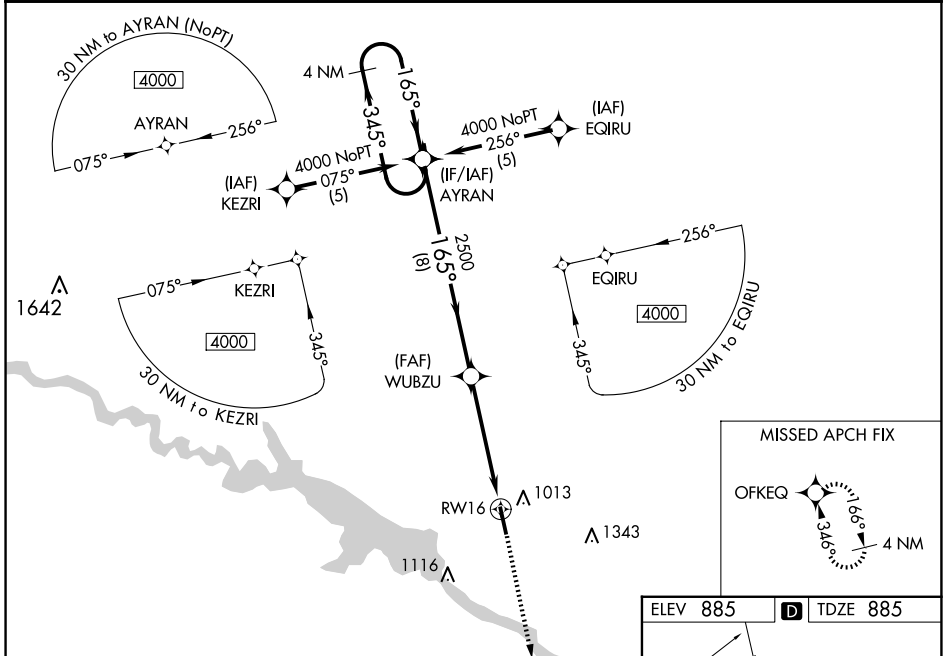 30 NM to AYRAN (NoPT)
4000
AYRAN
075°
256°
4 NM
165°
345°
(IAF)
EQIRU
4000 NoPT
256°
(5)
4000 NoPT
075°
(5)
(IAF)
KEZRI
(IF/IAF)
AYRAN
2500
165°
(8)
1642
075°
KEZRI
4000
345°
30 NM to KEZRI
256°
EQIRU
4000
345°
30 NM to EQIRU
(FAF)
WUBZU
RW16
1013
1343
1116
MISSED APCH FIX
OFKEQ
166°
346°
4 NM
ELEV 885 D TDZE 885